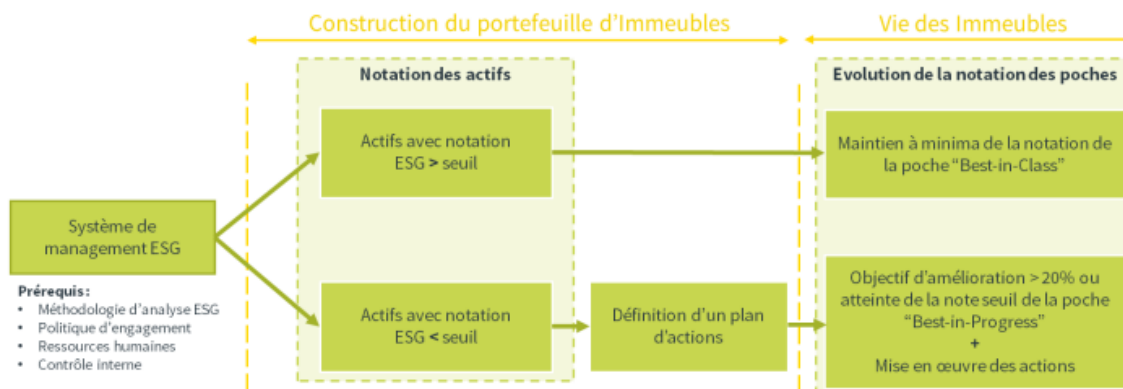 Construction du portefeuille d'Immeubles
Vie des Immeubles
Notation des actifs
Evolution de la notation des poches
Actifs avec notation
ESG > seuil
Maintien à minima de la notation de
la poche "Best-in-Class"
Système de
management ESG
Prérequis :
• Méthodologie d'analyse ESG
• Politique d'engagement
• Ressources humaines
• Contrôle interne
Actifs avec notation
ESG < seuil
Définition d'un plan
d'actions
Objectif d'amélioration > 20% ou
atteinte de la note seuil de la poche
"Best-in-Progress"
+
Mise en œuvre des actions